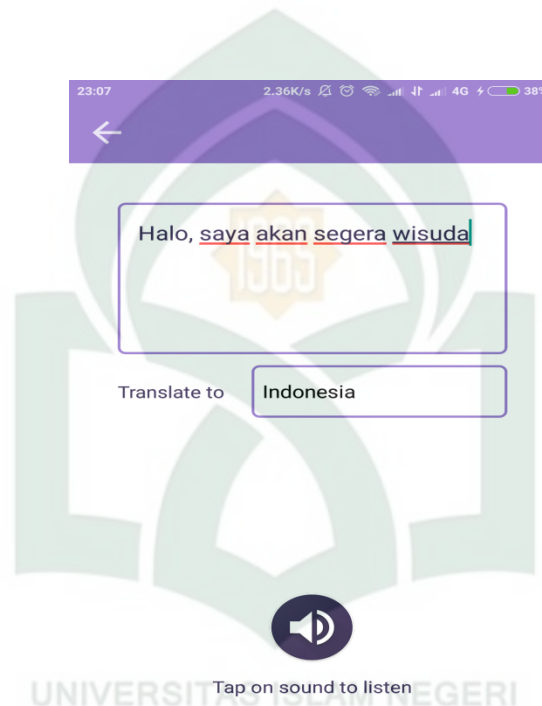 23:07 2.36K/s 4G 38%
Halo, saya akan segera wisuda
Translate to Indonesia
1965
Tap on sound to listen
UNIVERSITAS ISLAM NEGERI